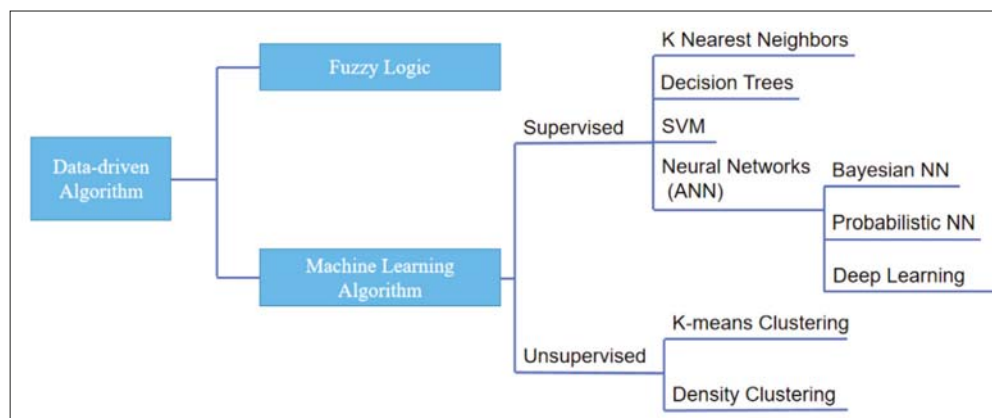 Data-driven
Algorithm
Fuzzy Logic
Machine Learning
Algorithm
Supervised
K Nearest Neighbors
Decision Trees
SVM
Neural Networks
(ANN)
Bayesian NN
Probabilistic NN
Deep Learning
Unsupervised
K-means Clustering
Density Clustering